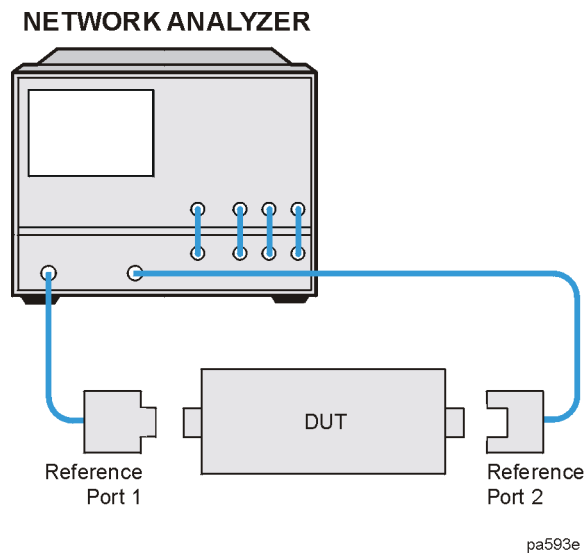 NETWORK ANALYZER
DUT
Reference
Port 1
Reference
Port 2
pa593e